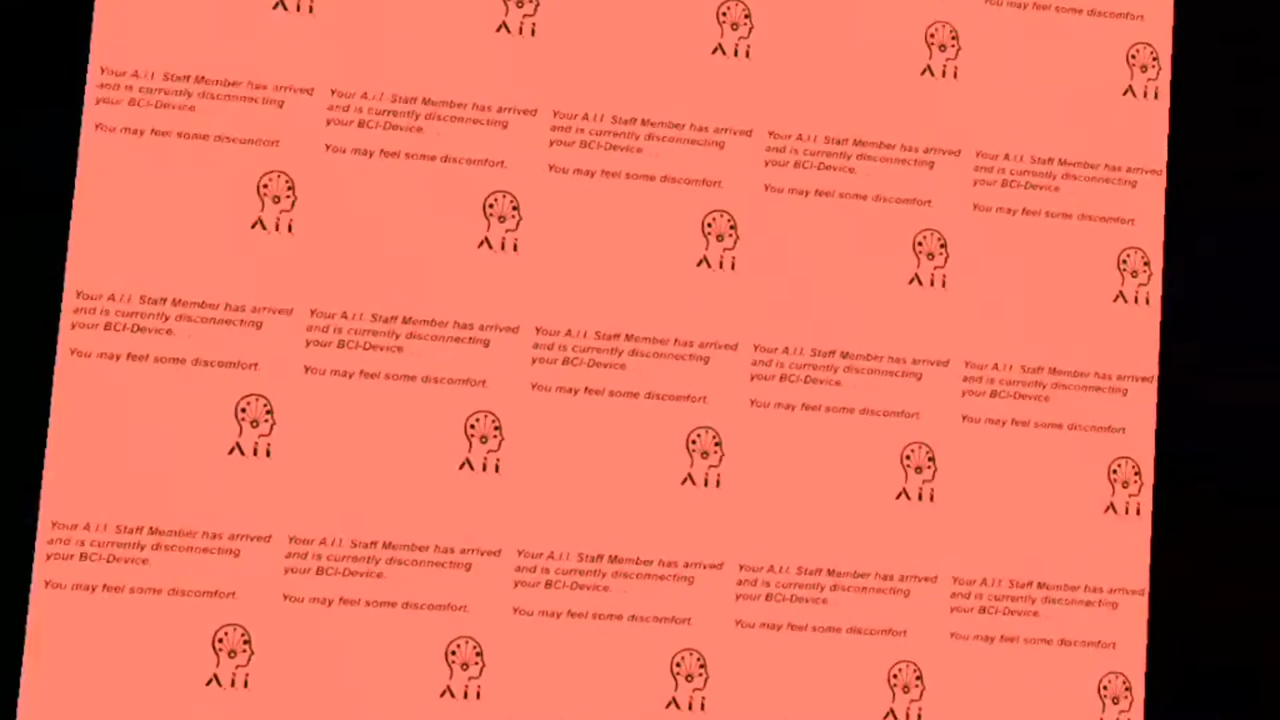 Aii
Aii
Aii
Aii
You may feel some discomfort.
Aii
Your A.I.I. Staff Member has arrived
and is currently disconnecting
your BCI-Device...
You may feel some discomfort.
Aii
Your A.I.I. Staff Member has arrived
and is currently disconnecting
your BCI-Device...
You may feel some discomfort.
Aii
Your A.I.I. Staff Member has arrived
and is currently disconnecting
your BCI-Device...
You may feel some discomfort.
Aii
Your A.I.I. Staff Member has arrived
and is currently disconnecting
your BCI-Device...
You may feel some discomfort.
Aii
Your A.I.I. Staff Member has arrived
and is currently disconnecting
your BCI-Device...
You may feel some discomfort.
Aii
Your A.I.I. Staff Member has arrived
and is currently disconnecting
your BCI-Device...
You may feel some discomfort.
Aii
Your A.I.I. Staff Member has arrived
and is currently disconnecting
your BCI-Device...
You may feel some discomfort.
Aii
Your A.I.I. Staff Member has arrived
and is currently disconnecting
your BCI-Device...
You may feel some discomfort.
Aii
Your A.I.I. Staff Member has arrived
and is currently disconnecting
your BCI-Device...
You may feel some discomfort.
Aii
Your A.I.I. Staff Member has arrived
and is currently disconnecting
your BCI-Device...
You may feel some discomfort.
Aii
Your A.I.I. Staff Member has arrived
and is currently disconnecting
your BCI-Device...
You may feel some discomfort.
Aii
Your A.I.I. Staff Member has arrived
and is currently disconnecting
your BCI-Device...
You may feel some discomfort.
Aii
Your A.I.I. Staff Member has arrived
and is currently disconnecting
your BCI-Device...
You may feel some discomfort.
Aii
Your A.I.I. Staff Member has arrived
and is currently disconnecting
your BCI-Device...
You may feel some discomfort.
Aii
Your A.I.I. Staff Member has arrived
and is currently disconnecting
your BCI-Device...
You may feel some discomfort.